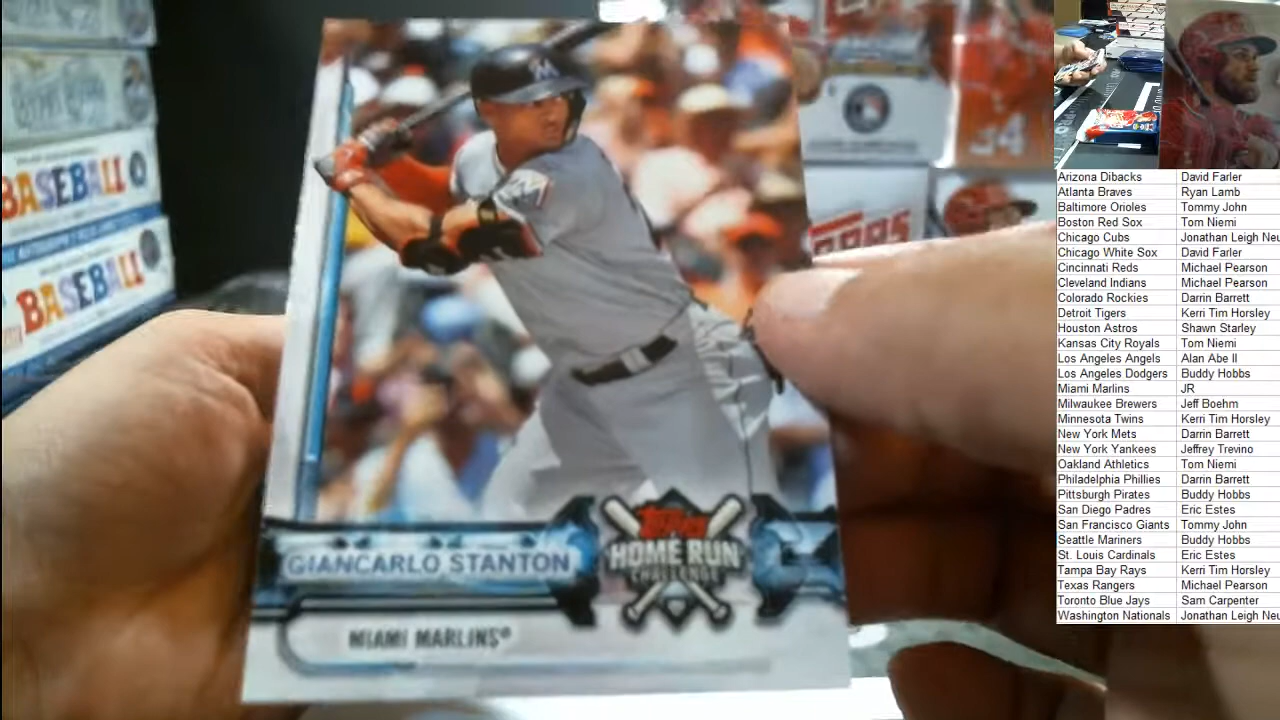 BASEBALL
BASEBALL
Topps
34
Topps
HOME RUN
CHALLENGE
GIANCARLO STANTON
MIAMI MARLINS®
Arizona Dibacks David Farler
Atlanta Braves Ryan Lamb
Baltimore Orioles Tommy John
Boston Red Sox Tom Niemi
Chicago Cubs Jonathan Leigh Neu
Chicago White Sox David Farler
Cincinnati Reds Michael Pearson
Cleveland Indians Michael Pearson
Colorado Rockies Darrin Barrett
Detroit Tigers Kerri Tim Horsley
Houston Astros Shawn Starley
Kansas City Royals Tom Niemi
Los Angeles Angels Alan Abe II
Los Angeles Dodgers Buddy Hobbs
Miami Marlins JR
Milwaukee Brewers Jeff Boehm
Minnesota Twins Kerri Tim Horsley
New York Mets Darrin Barrett
New York Yankees Jeffrey Trevino
Oakland Athletics Tom Niemi
Philadelphia Phillies Darrin Barrett
Pittsburgh Pirates Buddy Hobbs
San Diego Padres Eric Estes
San Francisco Giants Tommy John
Seattle Mariners Buddy Hobbs
St. Louis Cardinals Eric Estes
Tampa Bay Rays Kerri Tim Horsley
Texas Rangers Michael Pearson
Toronto Blue Jays Sam Carpenter
Washington Nationals Jonathan Leigh Neu